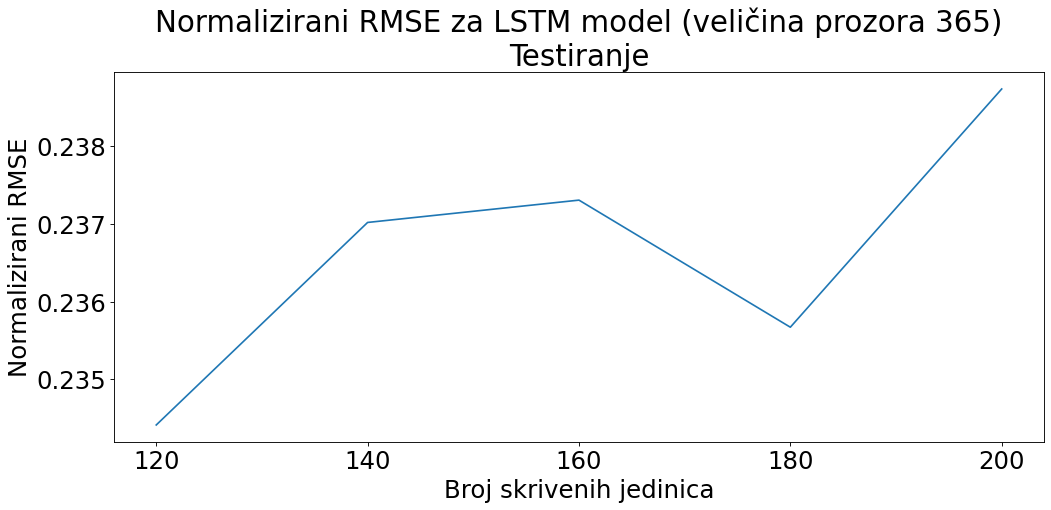 Normalizirani RMSE za LSTM model (veličina prozora 365)
Testiranje
Normalizirani RMSE
0.238
0.237
0.236
0.235
120 140 160 180 200
Broj skrivenih jedinica